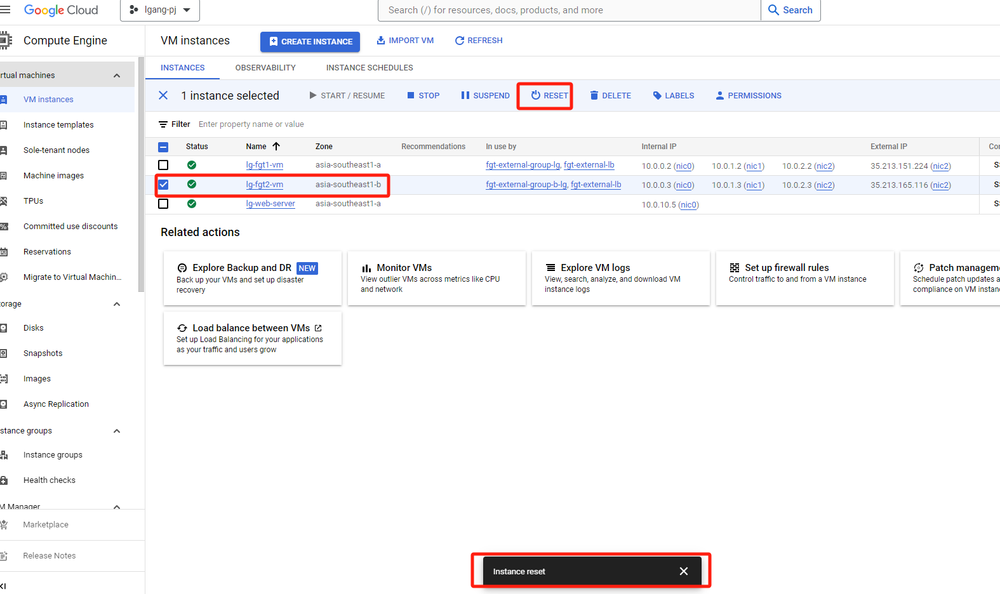 Google Cloud
lgang-pj
Search (/) for resources, docs, products, and more
Search
Compute Engine
VM instances
CREATE INSTANCE
IMPORT VM
REFRESH
INSTANCES
OBSERVABILITY
INSTANCE SCHEDULES
rtual machines
VM instances
Instance templates
Sole-tenant nodes
Machine images
TPUs
Committed use discounts
Reservations
Migrate to Virtual Machin...
orage
Disks
Snapshots
Images
Async Replication
stance groups
Instance groups
Health checks
M Manager
Marketplace
Release Notes
1 instance selected
START / RESUME
STOP
SUSPEND
RESET
DELETE
LABELS
PERMISSIONS
Filter Enter property name or value
Status Name Zone Recommendations In use by Internal IP External IP Co
lg-fgt1-vm asia-southeast1-a fgt-external-group-lg, fgt-external-lb 10.0.0.2 (nic0) 10.0.1.2 (nic1) 10.0.2.2 (nic2) 35.213.151.224 (nic2) S
lg-fgt2-vm asia-southeast1-b fgt-external-group-b-lg, fgt-external-lb 10.0.0.3 (nic0) 10.0.1.3 (nic1) 10.0.2.3 (nic2) 35.213.165.116 (nic2) S
lg-web-server asia-southeast1-a 10.0.10.5 (nic0) S
Related actions
Explore Backup and DR NEW
Back up your VMs and set up disaster
recovery
Monitor VMs
View outlier VMs across metrics like CPU
and network
Explore VM logs
View, search, analyze, and download VM
instance logs
Set up firewall rules
Control traffic to and from a VM instance
Patch managem
Schedule patch updates a
compliance on VM instan
Load balance between VMs
Set up Load Balancing for your applications
as your traffic and users grow
Instance reset